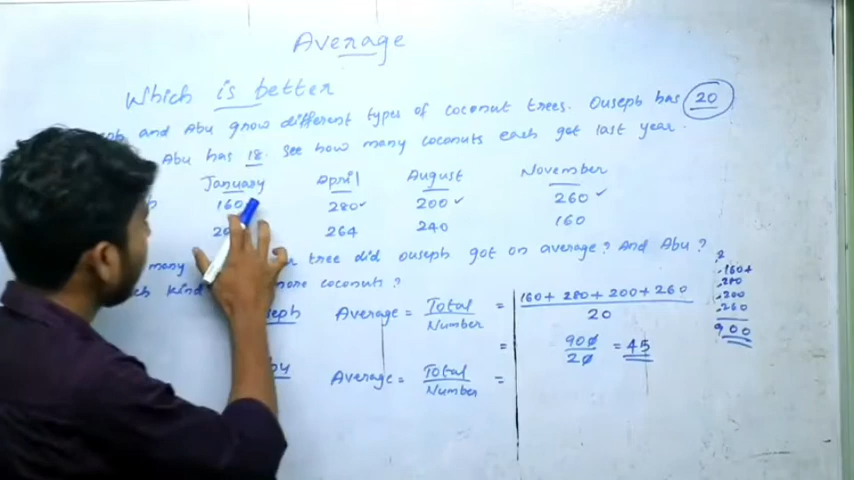 Average
Which is better
and Abu grow different types of coconut trees. Ouseph has 20
Abu has 18. See how many coconuts each got last year.
January April August November
160 280 200 260
264 240 160
many tree did ouseph got on average? And Abu?
kind more coconuts?
Average = Total / Number = 160 + 280 + 200 + 260 / 20
= 900 / 20 = 45
Average = Total / Number =
2
160+
280
200
260
900